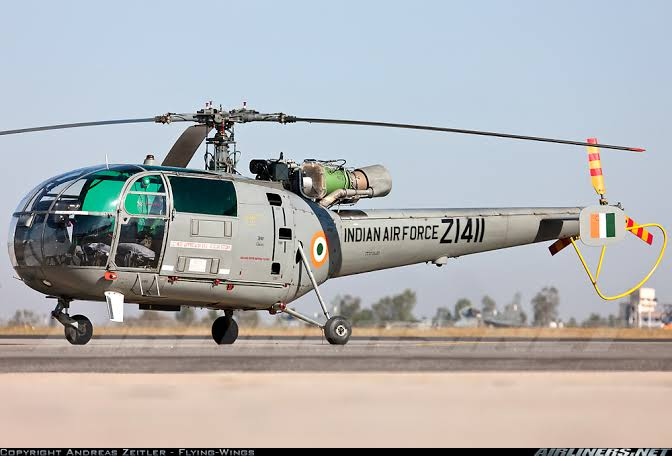 INDIAN AIR FORCE Z1411
COPYRIGHT ANDREAS ZEITLER - FLYING-WINGS
AIRLINERS.NET